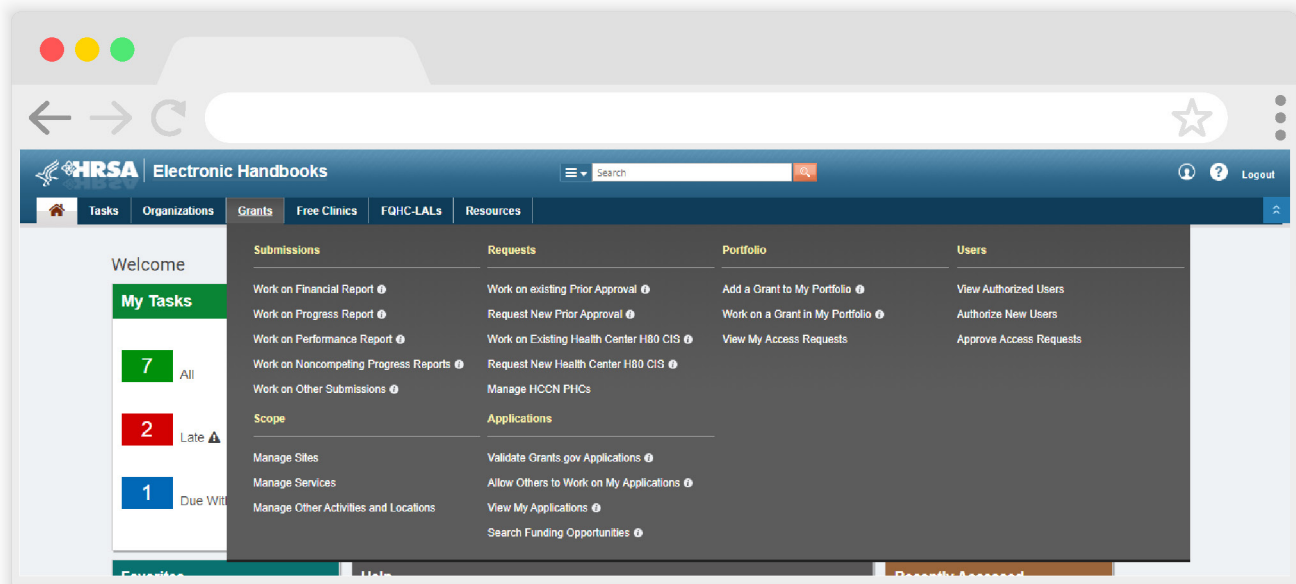 HRSA Electronic Handbooks
Search
Logout
Tasks Organizations Grants Free Clinics FQHC-LALs Resources
Welcome
My Tasks
7 All
2 Late
1 Due With
Submissions
Work on Financial Report
Work on Progress Report
Work on Performance Report
Work on Noncompeting Progress Reports
Work on Other Submissions
Scope
Manage Sites
Manage Services
Manage Other Activities and Locations
Requests
Work on existing Prior Approval
Request New Prior Approval
Work on Existing Health Center H80 CIS
Request New Health Center H80 CIS
Manage HCCN PHCs
Applications
Validate Grants.gov Applications
Allow Others to Work on My Applications
View My Applications
Search Funding Opportunities
Portfolio
Add a Grant to My Portfolio
Work on a Grant in My Portfolio
View My Access Requests
Users
View Authorized Users
Authorize New Users
Approve Access Requests
Favorites
Help
Recently Accessed